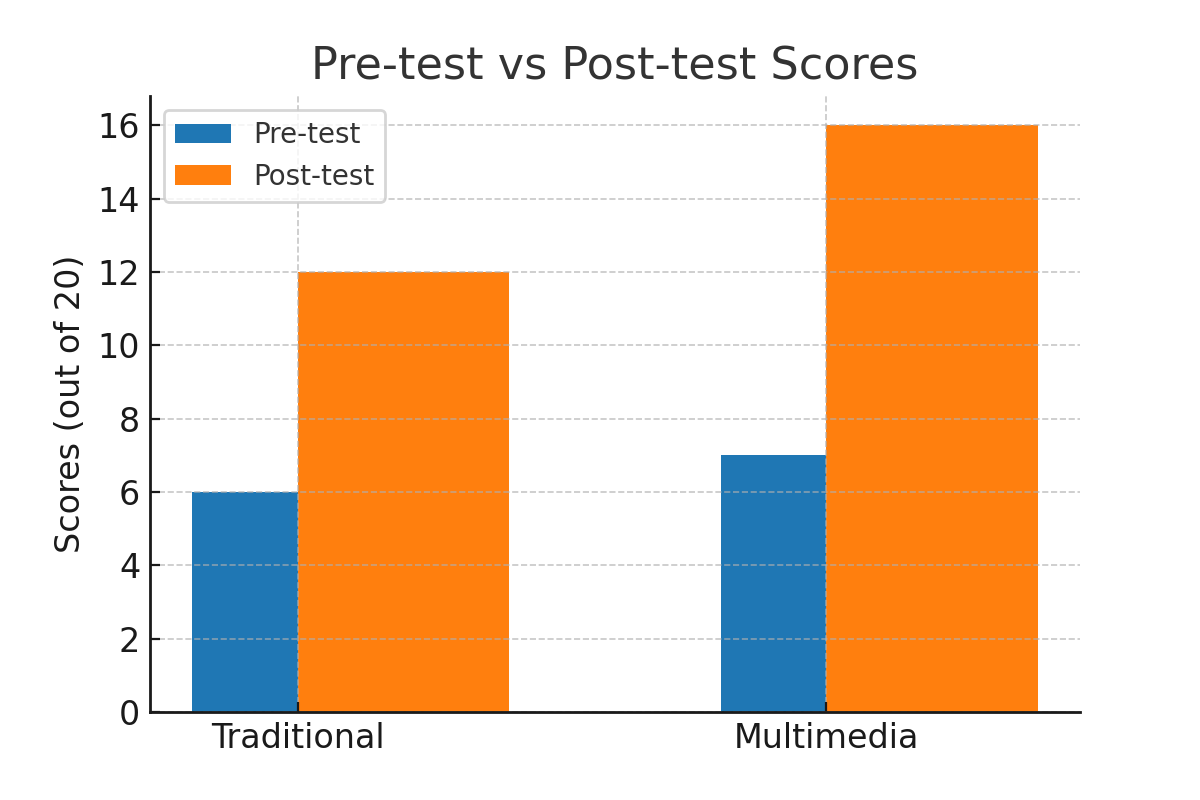 Pre-test vs Post-test Scores
Pre-test
Post-test
Scores (out of 20)
16
14
12
10
8
6
4
2
0
Traditional
Multimedia